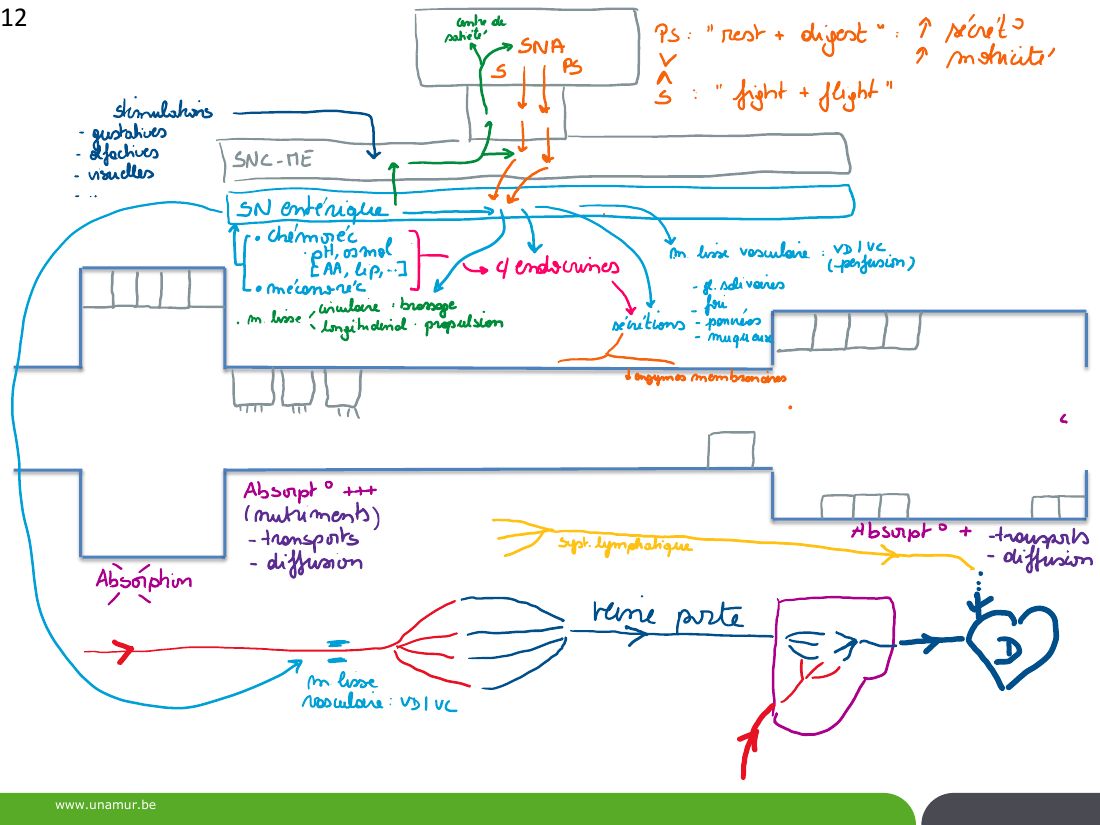 12
centre de
satiété
SNA
S PS
PS : "rest + digest" : ↑ sécrét°
↑ motricité
S : "fight + flight"
stimulations
- gustatives
- olfactives
- visuelles
- ..
SNC-ME
SN entérique
• chémoréc
pH, osmol
[AA, lip, ..]
• mécanoréc
¢ endocrines
m lisse vasculaire : VD/VC
(~perfusion)
. m. lisse < circulaire : brassage
longitudinal : propulsion
sécrétions
- gl. salivaires
- foie
- pancréas
- muqueuse
+ enzymes membranaires
Absorpt° +++
(nutriments)
- transports
- diffusion
Absorption
syst. lymphatique
Absorpt° + - transports
- diffusion
veine porte
D
m lisse
vasculaire : VD/VC
www.unamur.be